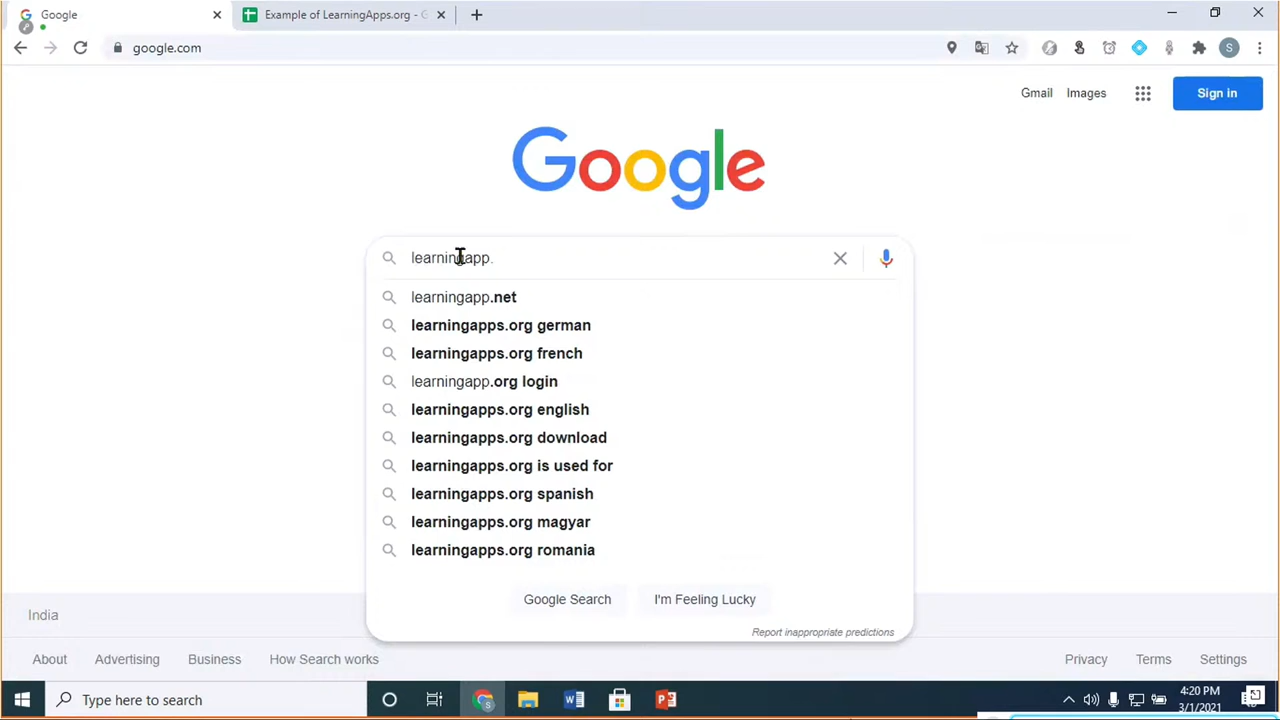 Google
Example of LearningApps.org - G
google.com
S
Gmail
Images
Sign in
Google
learningapp.
learningapp.net
learningapps.org german
learningapps.org french
learningapp.org login
learningapps.org english
learningapps.org download
learningapps.org is used for
learningapps.org spanish
learningapps.org magyar
learningapps.org romania
Google Search
I'm Feeling Lucky
Report inappropriate predictions
India
About
Advertising
Business
How Search works
Privacy
Terms
Settings
Type here to search
4:20 PM
3/1/2021